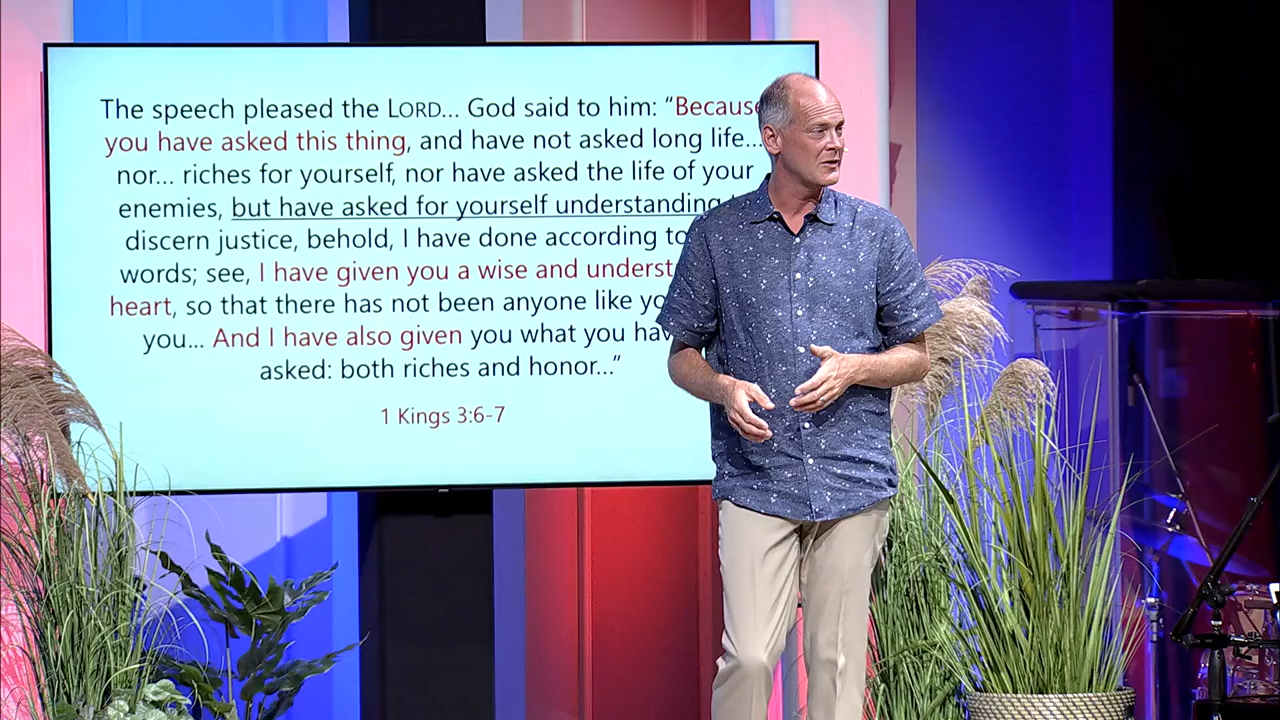 The speech pleased the LORD... God said to him: “Because
you have asked this thing, and have not asked long life...
nor... riches for yourself, nor have asked the life of your
enemies, but have asked for yourself understanding
discern justice, behold, I have done according to
words; see, I have given you a wise and
heart, so that there has not been anyone like
you... And I have also given you what you
asked: both riches and honor...”
1 Kings 3:6-7